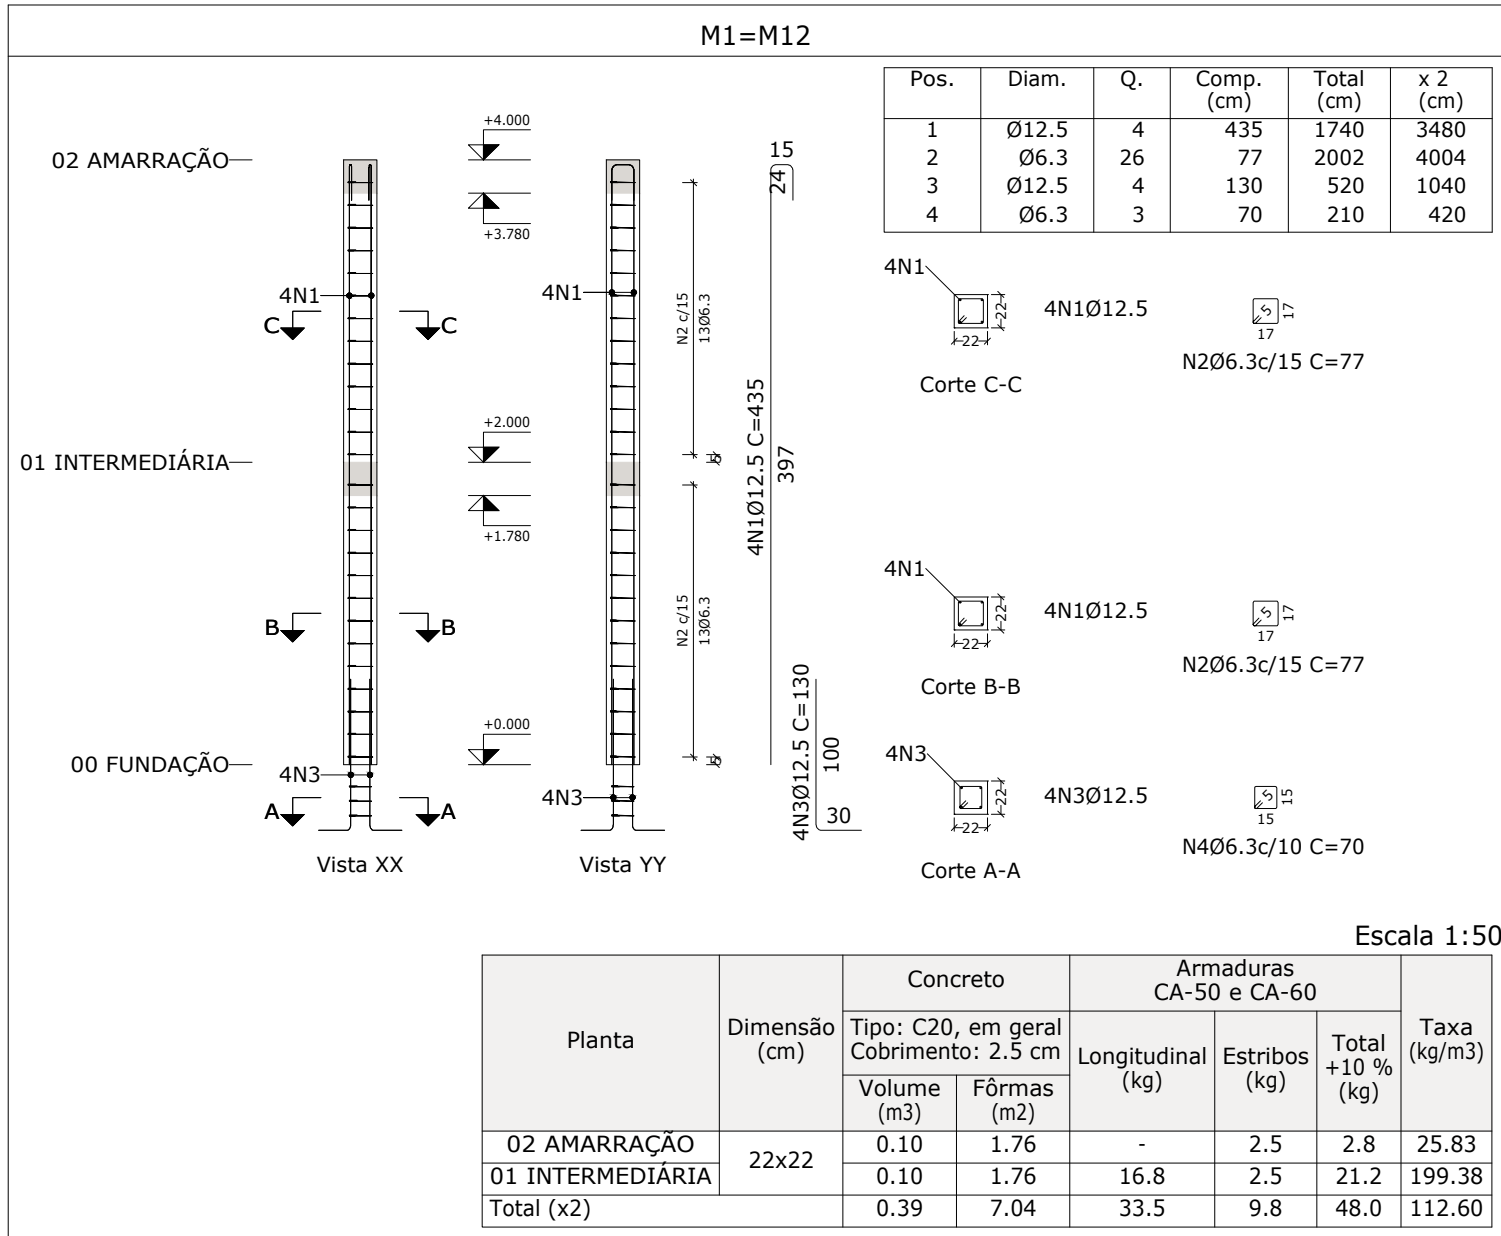 M1=M12
Pos. Diam. Q. Comp. (cm) Total (cm) x 2 (cm)
1 Ø12.5 4 435 1740 3480
2 Ø6.3 26 77 2002 4004
3 Ø12.5 4 130 520 1040
4 Ø6.3 3 70 210 420
02 AMARRAÇÃO
01 INTERMEDIÁRIA
00 FUNDAÇÃO
4N1
C C
B B
4N3
A A
Vista XX
+4.000
+3.780
+2.000
+1.780
+0.000
4N1
4N3
Vista YY
N2 c/15
13Ø6.3
5
N2 c/15
13Ø6.3
5
15
24
4N1Ø12.5 C=435
397
4N3Ø12.5 C=130
100
30
4N1
22
22
4N1Ø12.5
5
17
17
N2Ø6.3c/15 C=77
Corte C-C
4N1
22
22
4N1Ø12.5
5
17
17
N2Ø6.3c/15 C=77
Corte B-B
4N3
22
22
4N3Ø12.5
5
15
15
N4Ø6.3c/10 C=70
Corte A-A
Escala 1:50
Planta
Dimensão
(cm)
Concreto
Tipo: C20, em geral
Cobrimento: 2.5 cm
Volume
(m3)
Fôrmas
(m2)
Armaduras
CA-50 e CA-60
Longitudinal
(kg)
Estribos
(kg)
Total
+10 %
(kg)
Taxa
(kg/m3)
02 AMARRAÇÃO 22x22 0.10 1.76 - 2.5 2.8 25.83
01 INTERMEDIÁRIA 0.10 1.76 16.8 2.5 21.2 199.38
Total (x2) 0.39 7.04 33.5 9.8 48.0 112.60